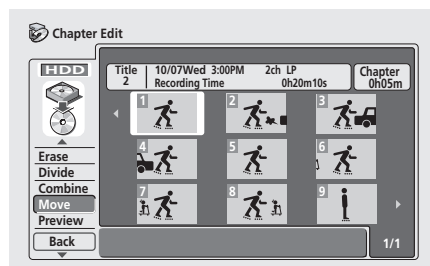 Chapter Edit
HDD
Title 2 10/07Wed 3:00PM 2ch LP
Recording Time 0h20m10s
Chapter 0h05m
1 2 3
4 5 6
7 8 9
Erase
Divide
Combine
Move
Preview
Back
1/1